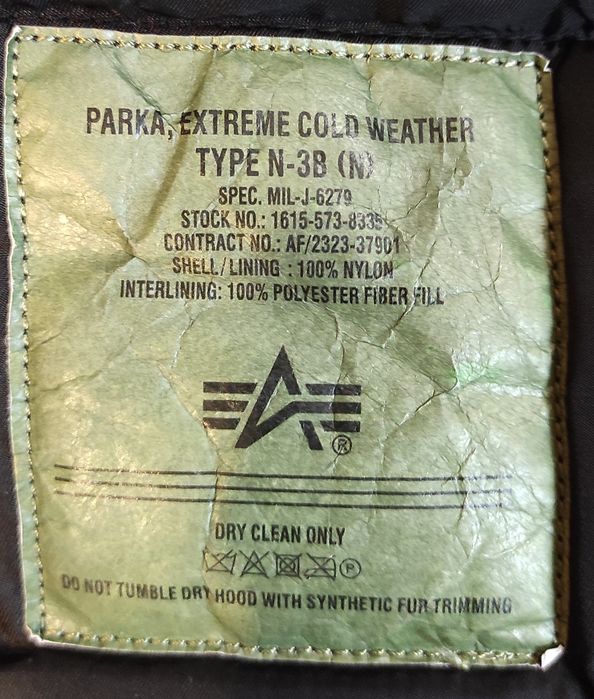 PARKA, EXTREME COLD WEATHER
TYPE N-3B (N)
SPEC. MIL-J-6279
STOCK NO.: 1615-573-8335
CONTRACT NO.: AF/2323-37901
SHELL/LINING : 100% NYLON
INTERLINING: 100% POLYESTER FIBER FILL
®
DRY CLEAN ONLY
P
DO NOT TUMBLE DRY HOOD WITH SYNTHETIC FUR TRIMMING